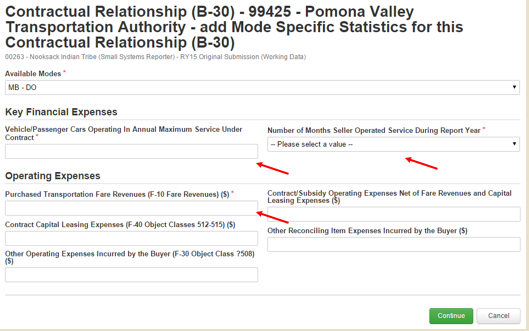 Contractual Relationship (B-30) - 99425 - Pomona Valley
Transportation Authority - add Mode Specific Statistics for this
Contractual Relationship (B-30)
00263 - Nooksack Indian Tribe (Small Systems Reporter) - RY15 Original Submission (Working Data)
Available Modes *
MB - DO
Key Financial Expenses
Vehicle/Passenger Cars Operating In Annual Maximum Service Under
Contract *
Number of Months Seller Operated Service During Report Year *
-- Please select a value --
Operating Expenses
Purchased Transportation Fare Revenues (F-10 Fare Revenues) ($) *
Contract/Subsidy Operating Expenses Net of Fare Revenues and Capital
Leasing Expenses ($)
Contract Capital Leasing Expenses (F-40 Object Classes 512-515) ($)
Other Reconciling Item Expenses Incurred by the Buyer ($)
Other Operating Expenses Incurred by the Buyer (F-30 Object Class ?508)
($)
Continue
Cancel